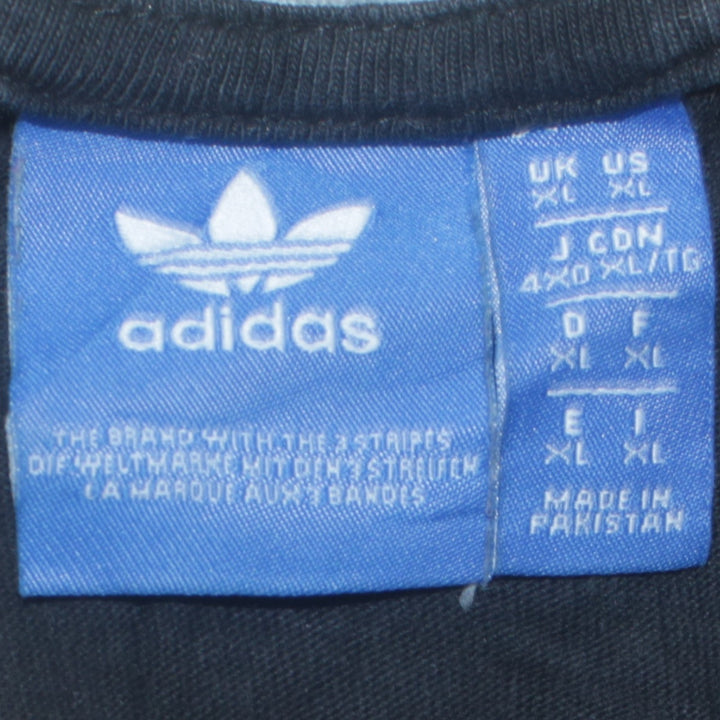 adidas
THE BRAND WITH THE 3 STRIPES
DIE WELTMARKE MIT DEN 3 STREIFEN
LA MARQUE AUX 3 BANDES
UK US
XL XL
J CDN
4XO XL/TG
D F
XL XL
E I
XL XL
MADE IN
PAKISTAN